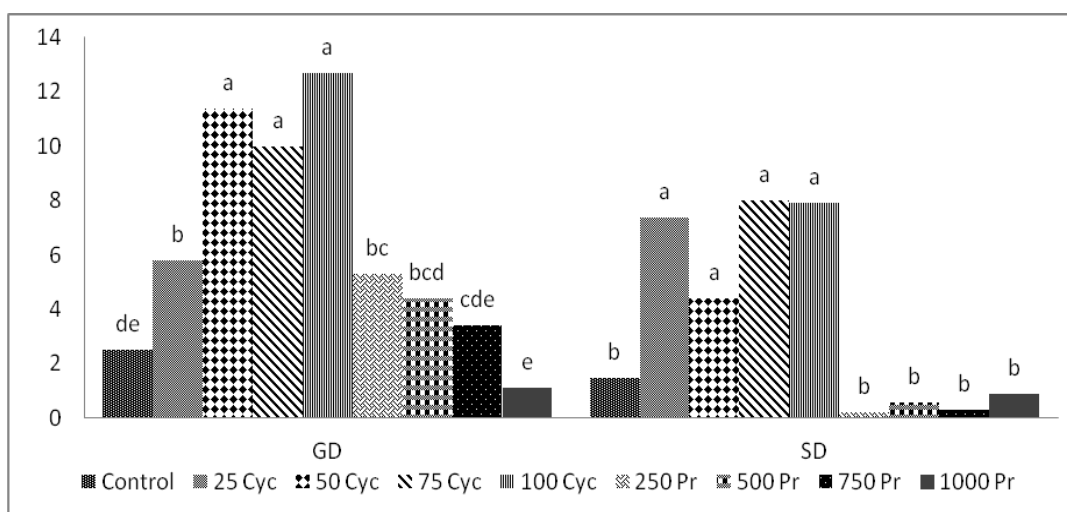 14
12
10
8
6
4
2
0
de b a a a bc bcd cde e
b a a a a b b b b
GD SD
Control 25 Cyc 50 Cyc 75 Cyc 100 Cyc 250 Pr 500 Pr 750 Pr 1000 Pr